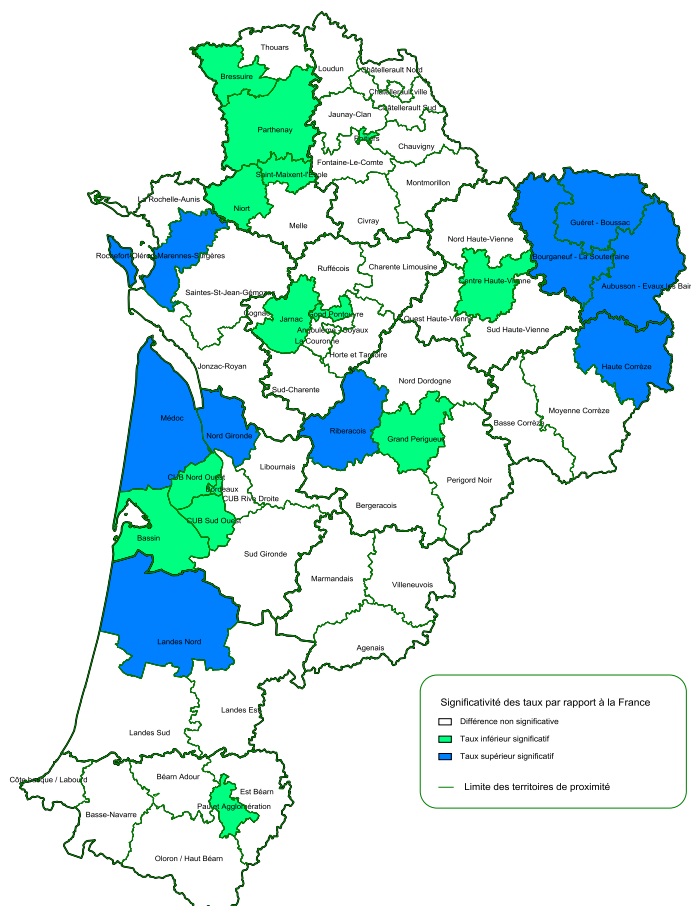 Thouars
Loudun
Châtellerault Nord
Bressuire
Châtellerault ville
Châtellerault Sud
Jaunay-Clan
Parthenay
Poitiers
Chauvigny
Fontaine-Le-Comte
Saint-Maixent-l'Ecole
Montmorillon
La Rochelle-Aunis
Niort
Civray
Melle
Guéret - Boussac
Nord Haute-Vienne
Rochefort-Oléron-Marennes-Surgères
Bourganeuf - La Souterraine
Ruffécois
Charente Limousine
Centre Haute-Vienne
Aubusson - Evaux les Bains
Saintes-St-Jean-Gémozac
Cognac
Jarnac
Gond Pontouvre
Ouest Haute-Vienne
Angoulême - Soyaux
Sud Haute-Vienne
La Couronne
Horte et Tardoire
Jonzac-Royan
Haute Corrèze
Nord Dordogne
Sud-Charente
Moyenne Corrèze
Médoc
Basse Corrèze
Nord Gironde
Riberacois
Grand Perigueux
Libournais
CUB Nord Ouest
Perigord Noir
Bordeaux
CUB Rive Droite
Bergeracois
CUB Sud Ouest
Bassin
Sud Gironde
Marmandais
Villeneuvois
Landes Nord
Agenais
Landes Est
Landes Sud
Côte basque / Labourd
Béarn Adour
Est Béarn
Pau et Agglomération
Basse-Navarre
Oloron / Haut Béarn
Significativité des taux par rapport à la France
Différence non significative
Taux inférieur significatif
Taux supérieur significatif
Limite des territoires de proximité